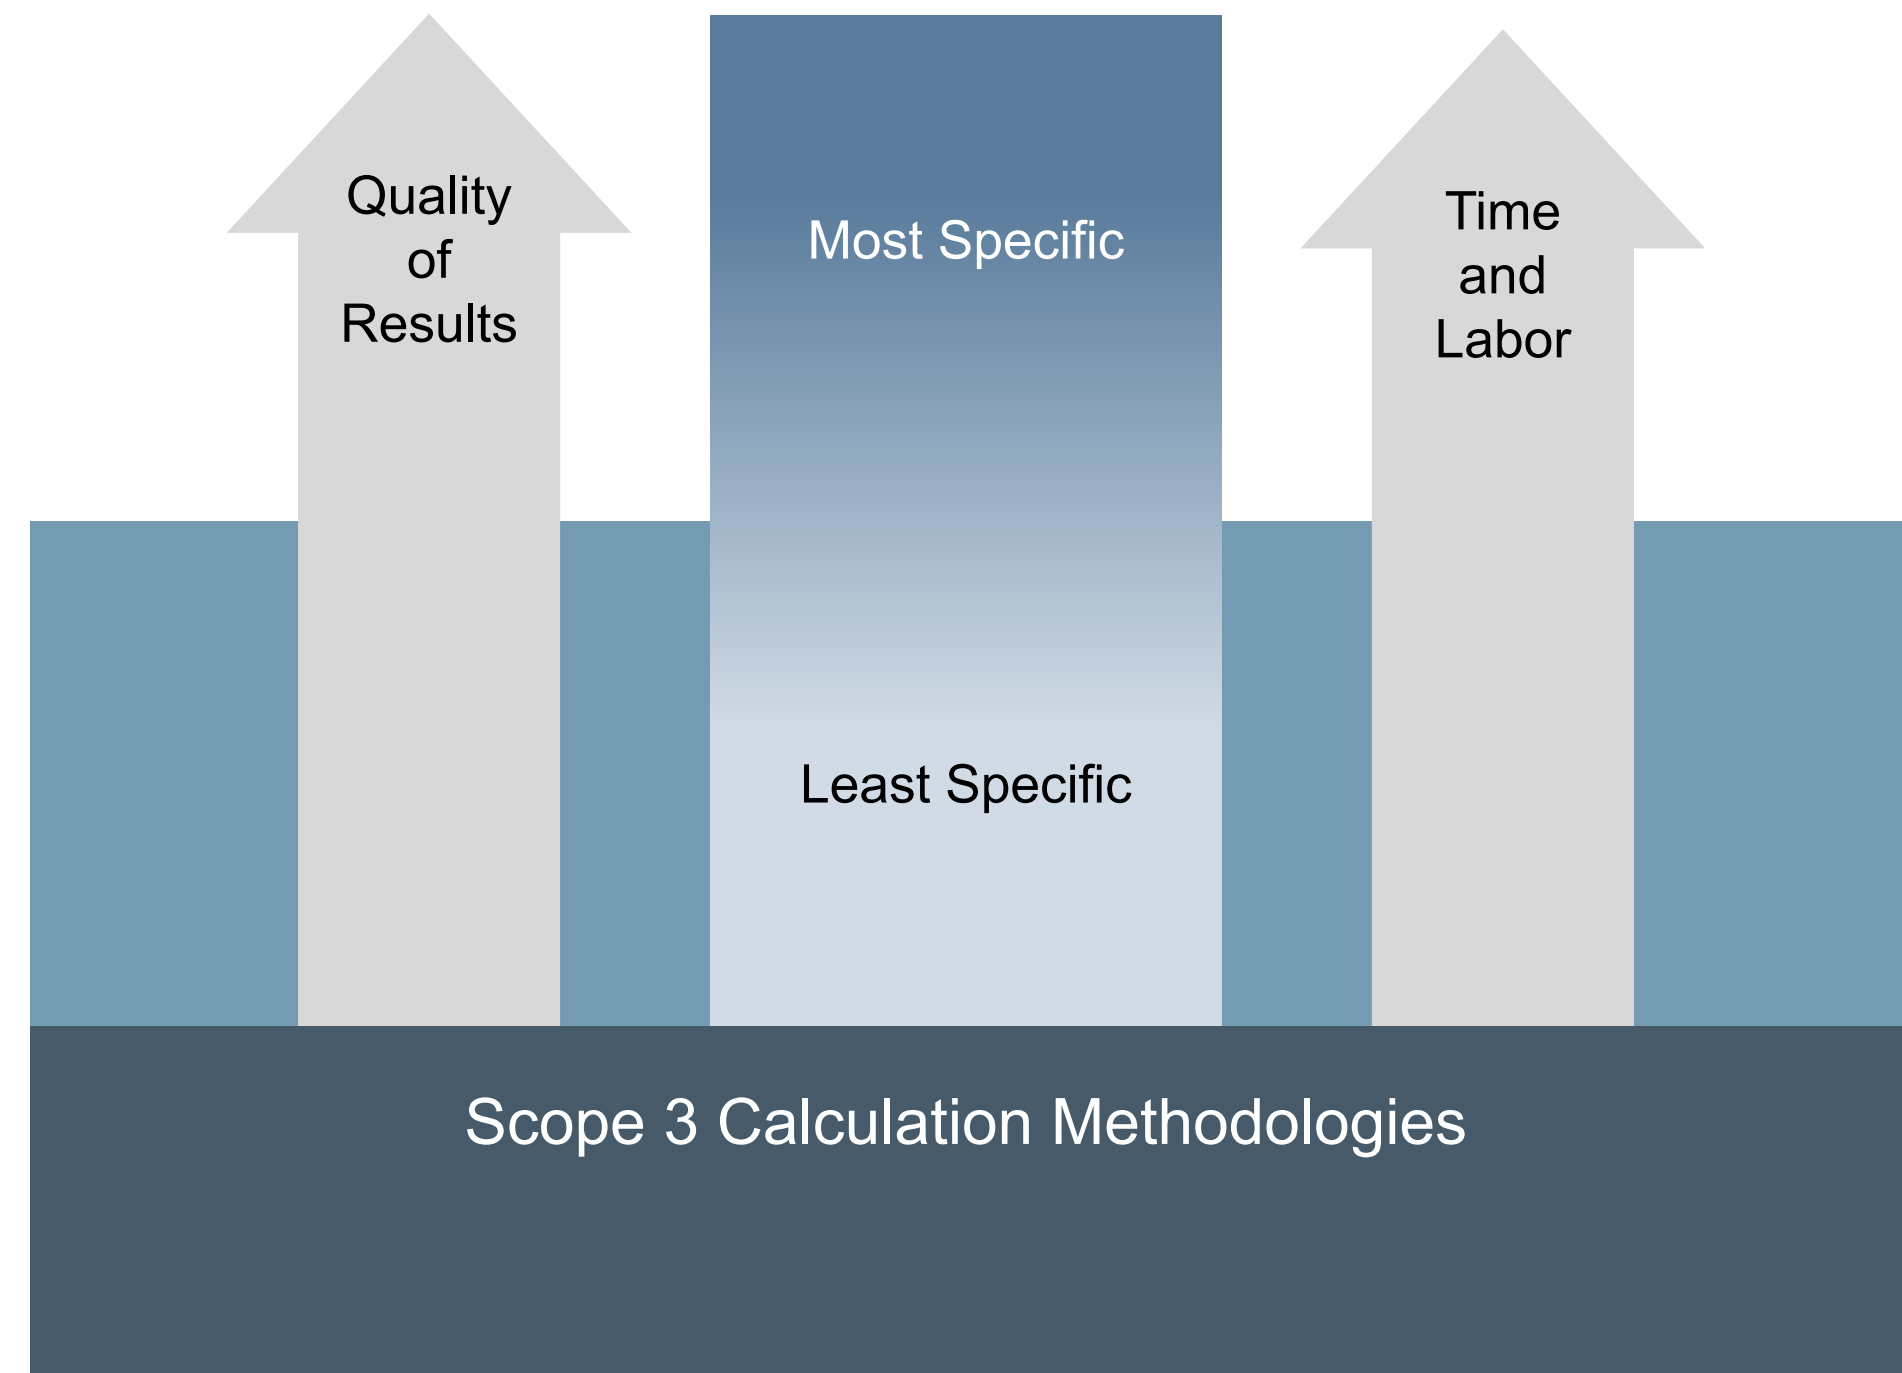 Quality
of
Results
Most Specific
Time
and
Labor
Least Specific
Scope 3 Calculation Methodologies